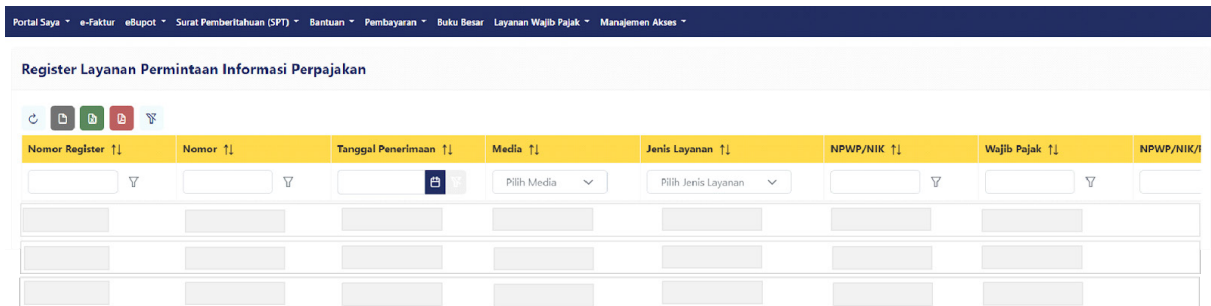 Portal Saya e-Faktur eBupot Surat Pemberitahuan (SPT) Bantuan Pembayaran Buku Besar Layanan Wajib Pajak Manajemen Akses
Register Layanan Permintaan Informasi Perpajakan
Nomor Register Nomor Tanggal Penerimaan Media Jenis Layanan NPWP/NIK Wajib Pajak NPWP/NIK/
Pilih Media Pilih Jenis Layanan